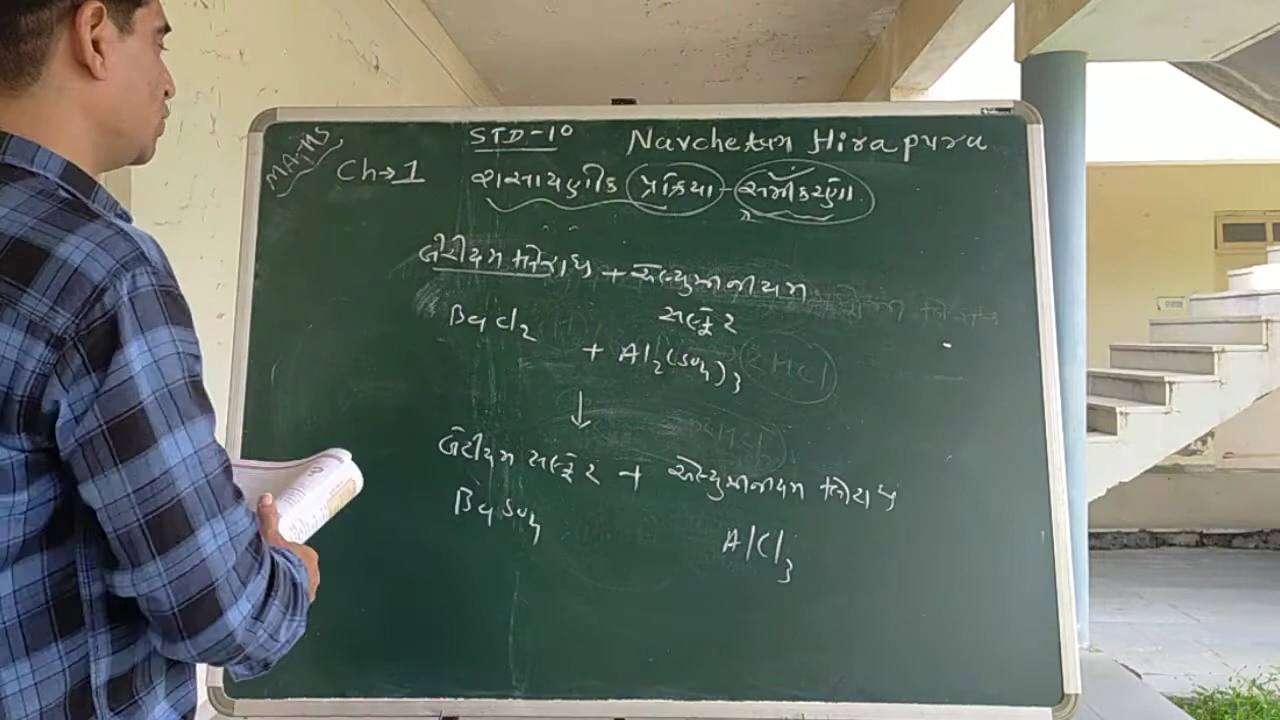 MATHS
STD-10 Navchetan Hirapura
Ch→1 રાસાયણીક પ્રક્રિયા - સમીકરણો
બેરીયમ ક્લોરાઇડ + એલ્યુમીનીયમ
સલ્ફેટ
BaCl2
+ Al2(SO4)3
↓
બેરીયમ સલ્ફેટ + એલ્યુમીનીયમ ક્લોરાઇડ
BaSO4 AlCl3